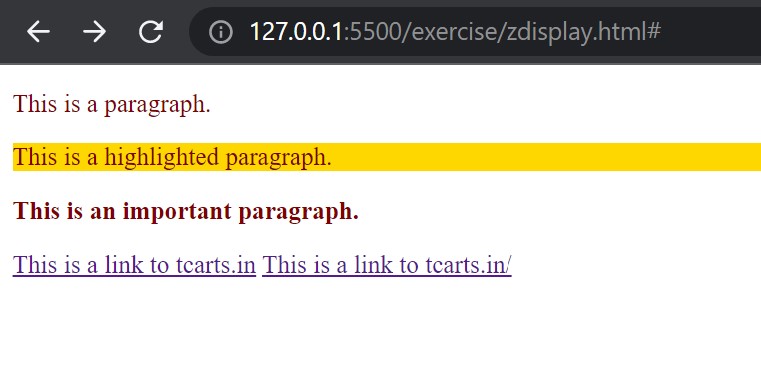 127.0.0.1:5500/exercise/zdisplay.html#
This is a paragraph.
This is a highlighted paragraph.
This is an important paragraph.
This is a link to tcarts.in This is a link to tcarts.in/